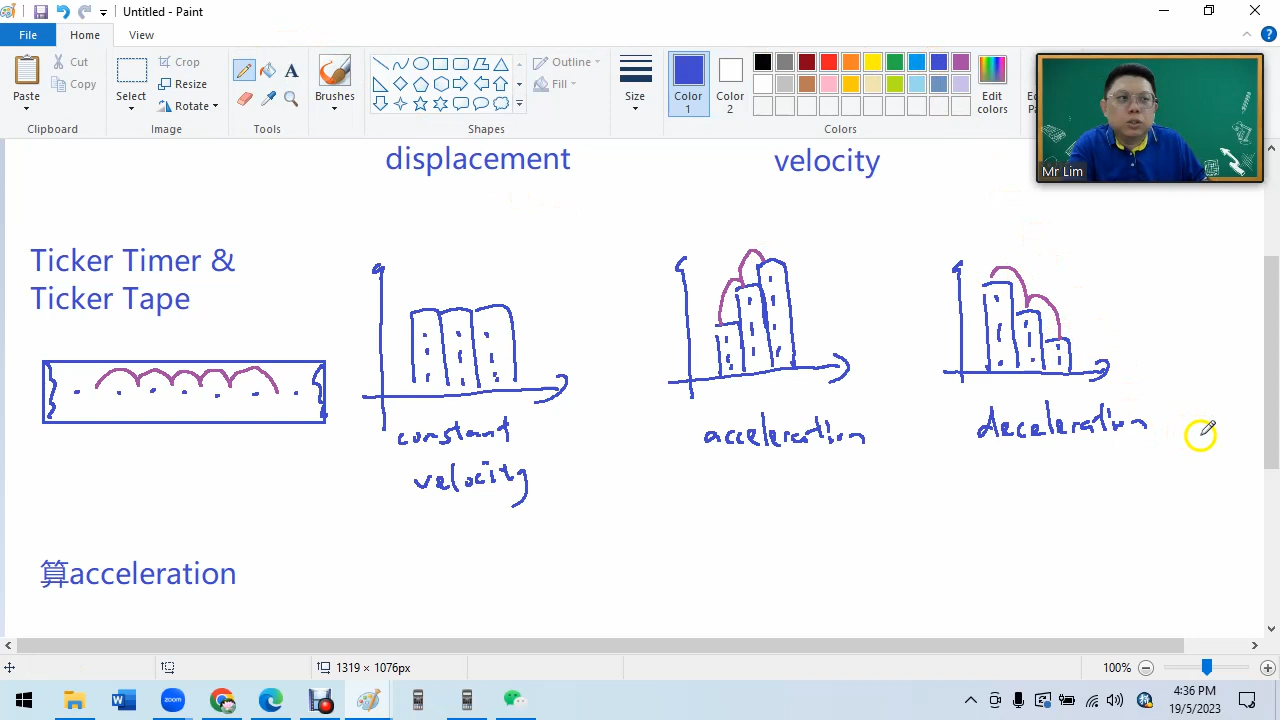 Untitled - Paint
File
Home
View
Paste
Cut
Copy
Clipboard
Select
Crop
Resize
Rotate
Image
A
Tools
Brushes
Outline
Fill
Shapes
Size
Color
1
Color
2
Edit
colors
Colors
Mr Lim
displacement
velocity
Ticker Timer &
Ticker Tape
constant
velocity
acceleration
deceleration
算acceleration
1319 × 1076px
100%
4:36 PM
19/5/2023